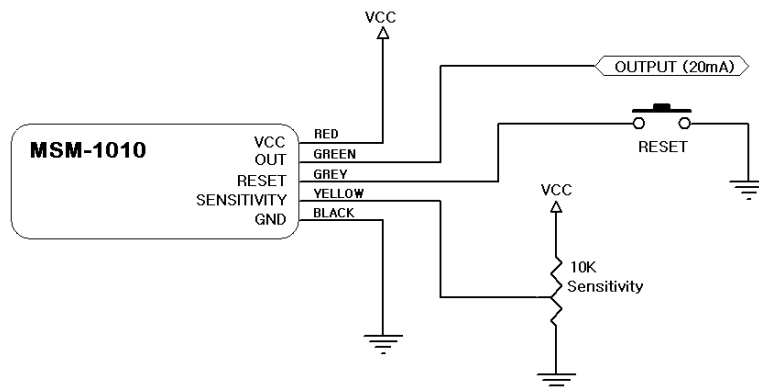 VCC
OUTPUT (20mA)
MSM-1010
VCC RED
OUT GREEN
RESET GREY
SENSITIVITY YELLOW
GND BLACK
RESET
VCC
10K
Sensitivity